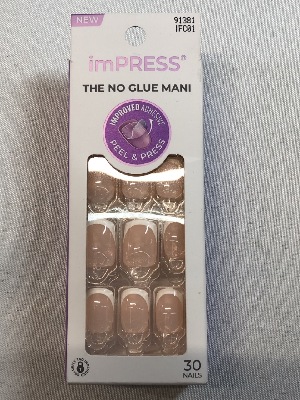 NEW
91381
IFC01
imPRESS®
THE NO GLUE MANI
IMPROVED ADHESIVE
PEEL & PRESS
30
NAILS